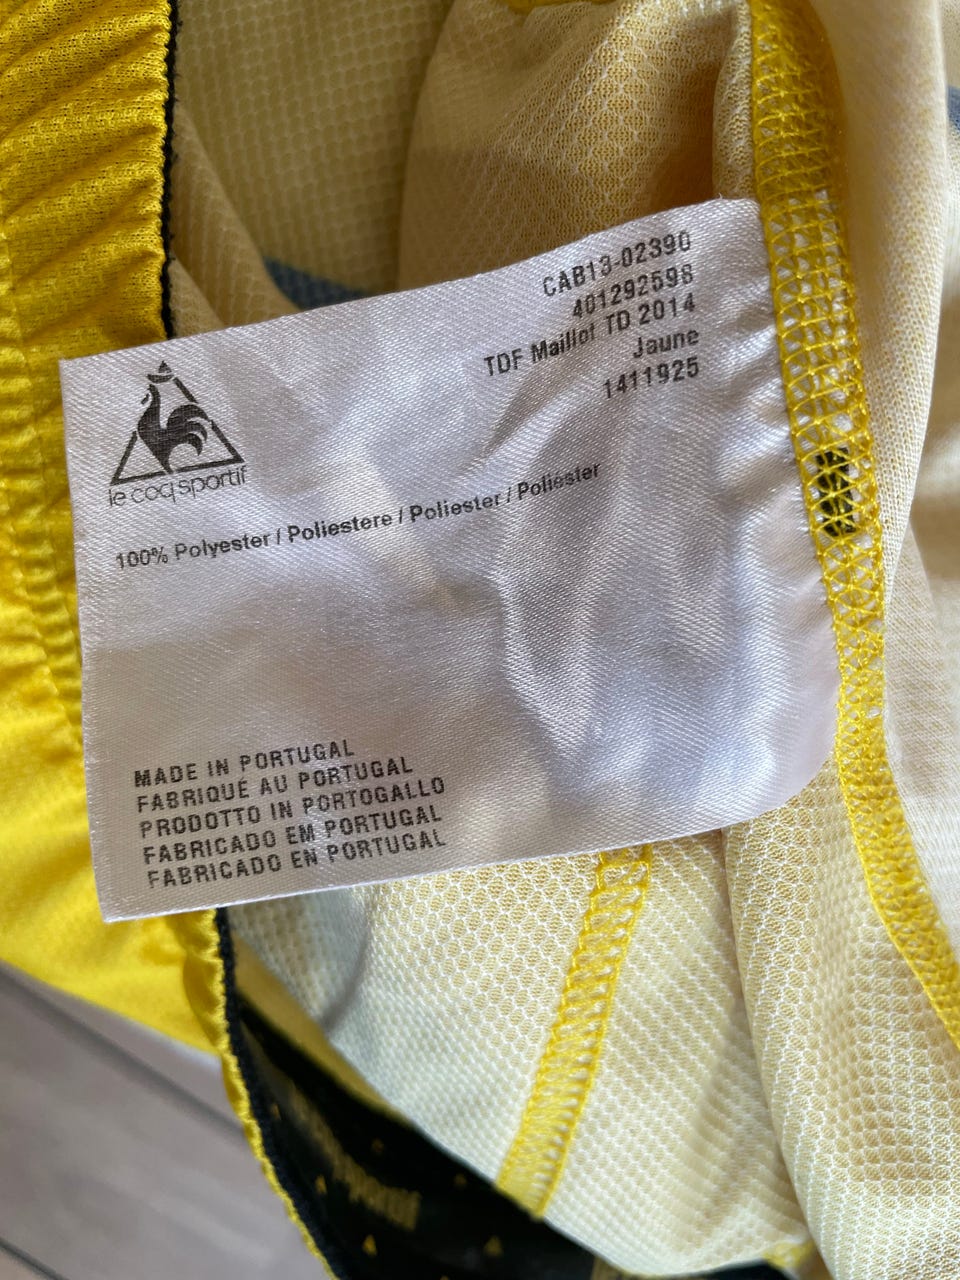 CAB13-02390
401292598
TDF Maillot TD 2014
Jaune
1411925
le coq sportif
100% Polyester / Poliestere / Poliester / Poliéster
MADE IN PORTUGAL
FABRIQUÉ AU PORTUGAL
PRODOTTO IN PORTOGALLO
FABRICADO EM PORTUGAL
FABRICADO EN PORTUGAL